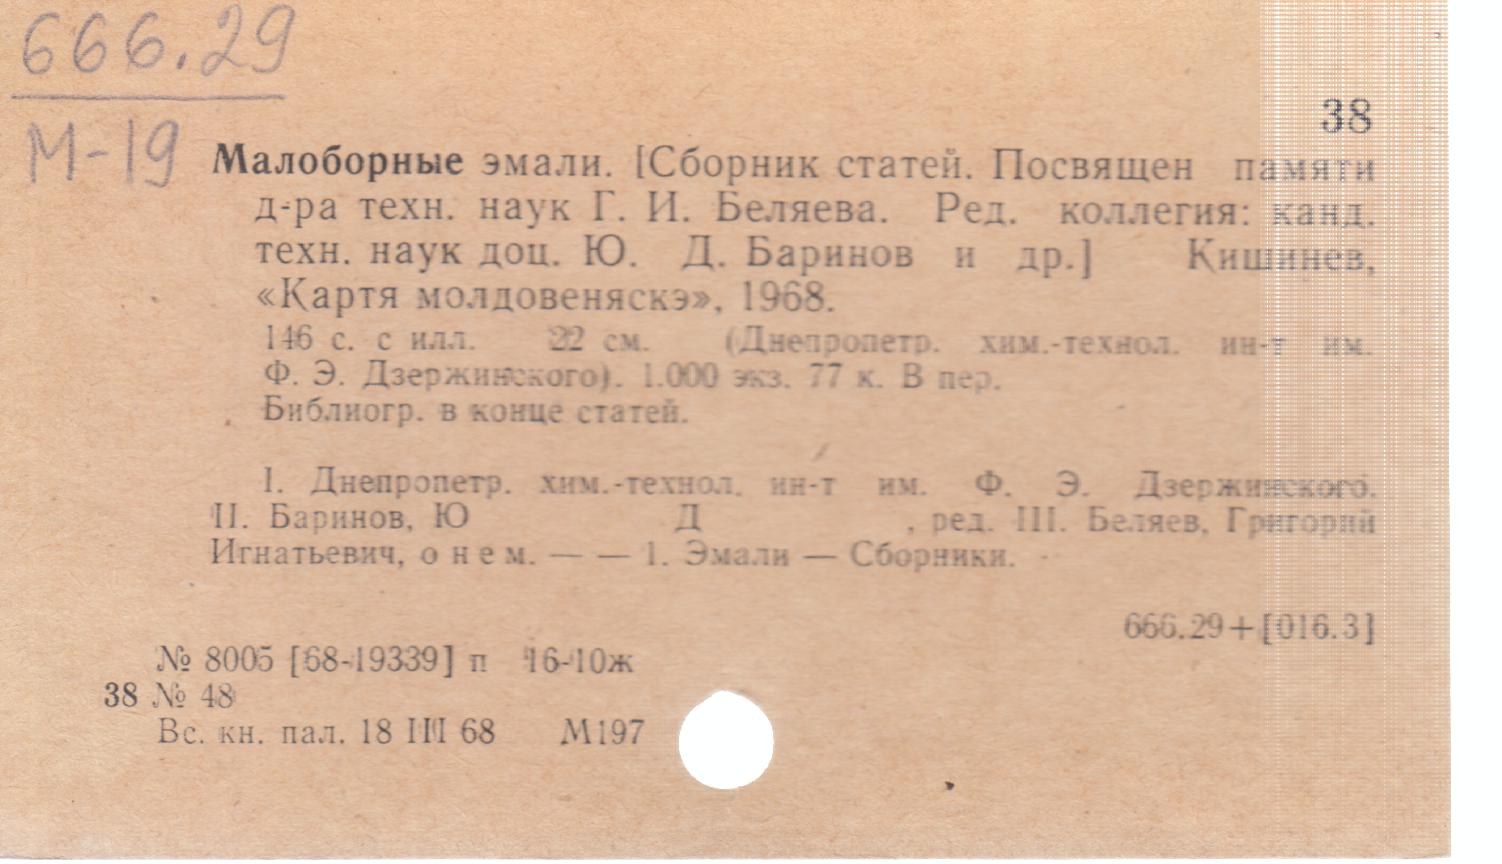 666.29
М-19
38
Малоборные эмали. [Сборник статей. Посвящен памяти
д-ра техн. наук Г. И. Беляева. Ред. коллегия: канд.
техн. наук доц. Ю. Д. Баринов и др.] Кишинев,
«Картя молдовеняскэ», 1968.
146 с. с илл. 22 см. (Днепропетр. хим.-технол. ин-т им.
Ф. Э. Дзержинского). 1.000 экз. 77 к. В пер.
Библиогр. в конце статей.
I. Днепропетр. хим.-технол. ин-т им. Ф. Э. Дзержинского.
II. Баринов, Ю Д , ред. III. Беляев, Григорий
Игнатьевич, о нем. — — 1. Эмали — Сборники.
666.29+[016.3]
№ 8005 [68-19339] п 16-10ж
38 № 48
Вс. кн. пал. 18 III 68 М197